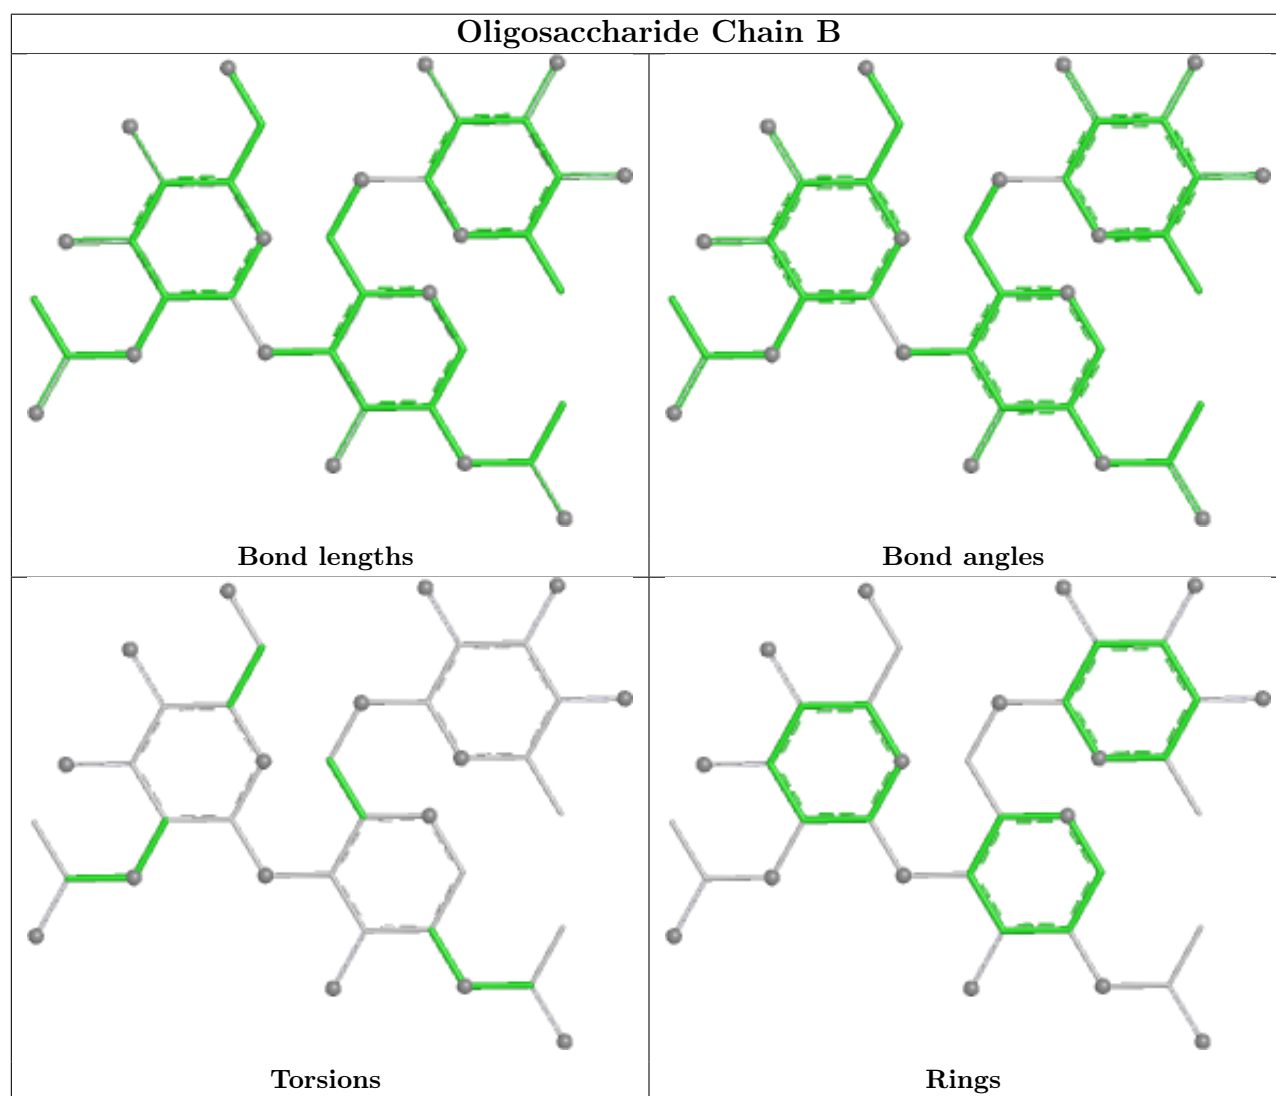 Oligosaccharide Chain B
Bond lengths
Bond angles
Torsions
Rings